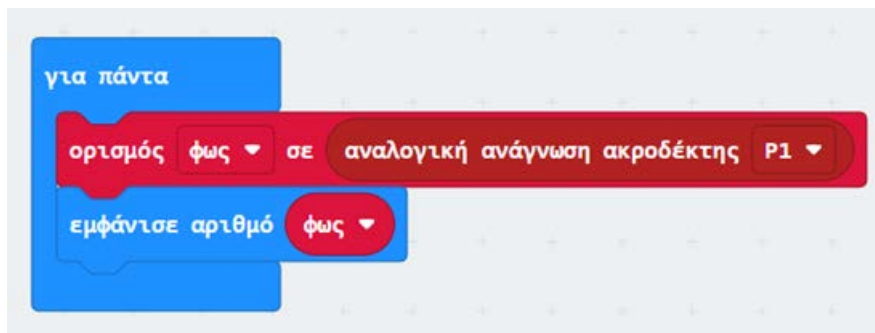 για πάντα
ορισμός φως σε αναλογική ανάγνωση ακροδέκτης P1
εμφάνισε αριθμό φως